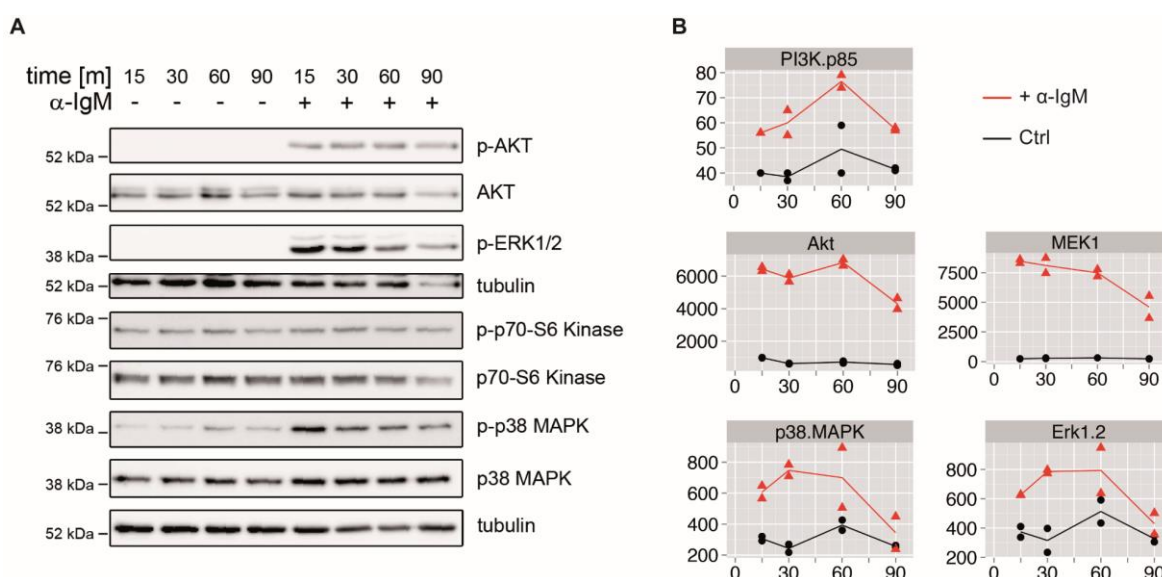 A
time [m] 15 30 60 90 15 30 60 90
α-IgM - - - - + + + +
52 kDa p-AKT
52 kDa AKT
38 kDa p-ERK1/2
52 kDa tubulin
76 kDa p-p70-S6 Kinase
76 kDa p70-S6 Kinase
38 kDa p-p38 MAPK
38 kDa p38 MAPK
52 kDa tubulin
B
PI3K.p85
80
70
60
50
40
0 30 60 90
+ α-IgM
Ctrl
Akt
6000
4000
2000
0 30 60 90
MEK1
7500
5000
2500
0
0 30 60 90
p38.MAPK
800
600
400
200
0 30 60 90
Erk1.2
800
600
400
200
0 30 60 90